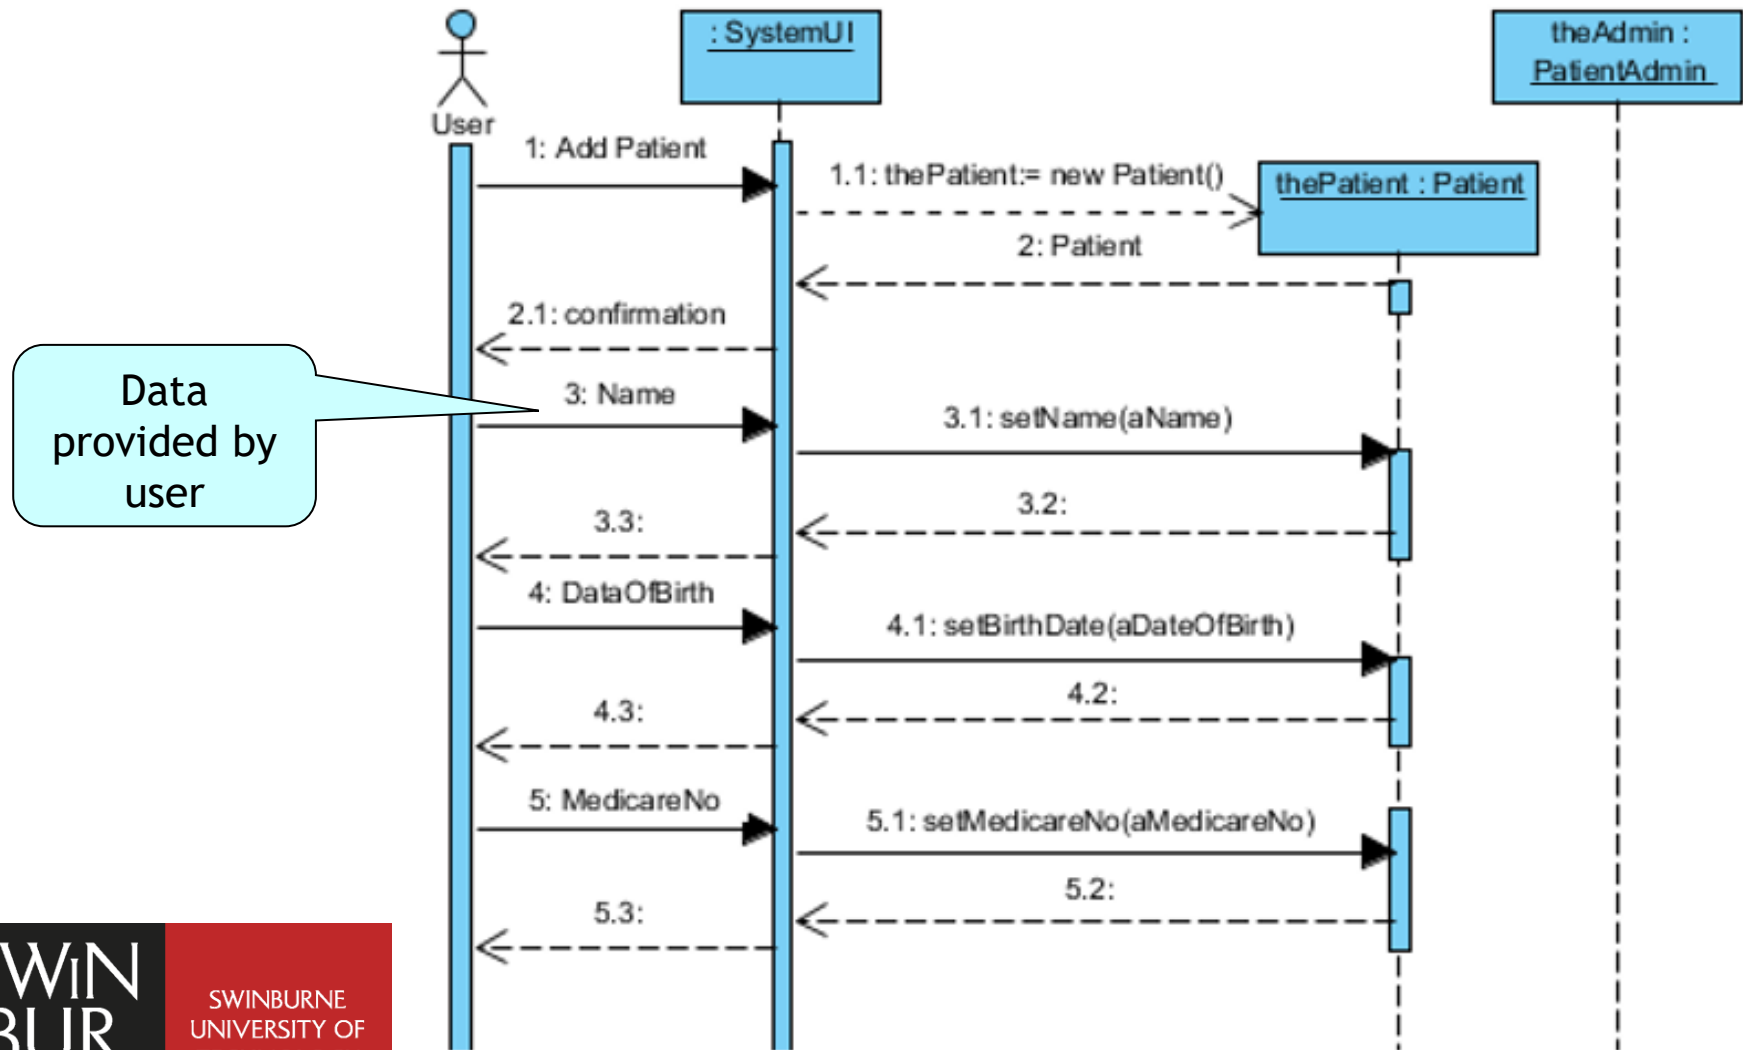 : SystemUI
theAdmin :
PatientAdmin
User
1: Add Patient
1.1: thePatient:= new Patient()
thePatient : Patient
2: Patient
2.1: confirmation
Data
provided by
user
3: Name
3.1: setName(aName)
3.2:
3.3:
4: DataOfBirth
4.1: setBirthDate(aDateOfBirth)
4.2:
4.3:
5: MedicareNo
5.1: setMedicareNo(aMedicareNo)
5.2:
5.3:
WIN
BUR
SWINBURNE
UNIVERSITY OF